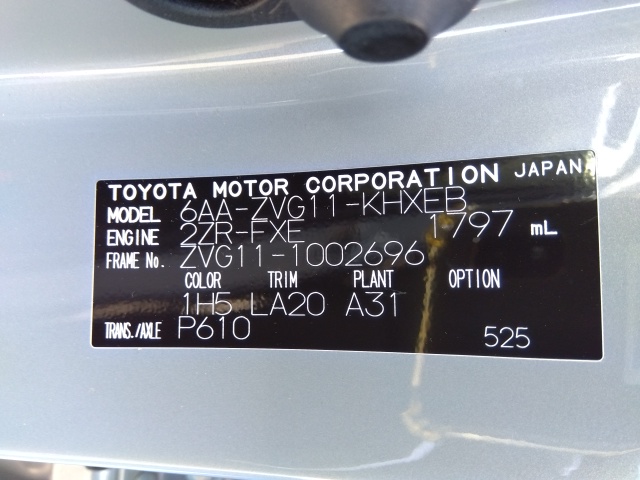 TOYOTA MOTOR CORPORATION JAPAN
MODEL 6AA-ZVG11-KHXEB
ENGINE 2ZR-FXE 1797 mL
FRAME No. ZVG11-1002696
COLOR TRIM PLANT OPTION
1H5 LA20 A31
TRANS./AXLE P610 525